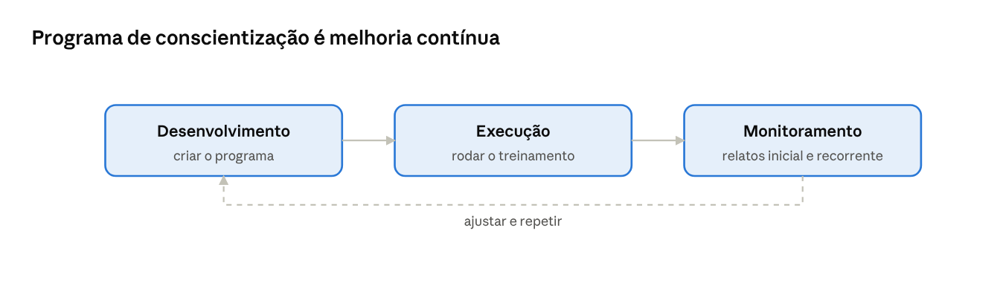 Programa de conscientização é melhoria contínua
Desenvolvimento
criar o programa
Execução
rodar o treinamento
Monitoramento
relatos inicial e recorrente
ajustar e repetir